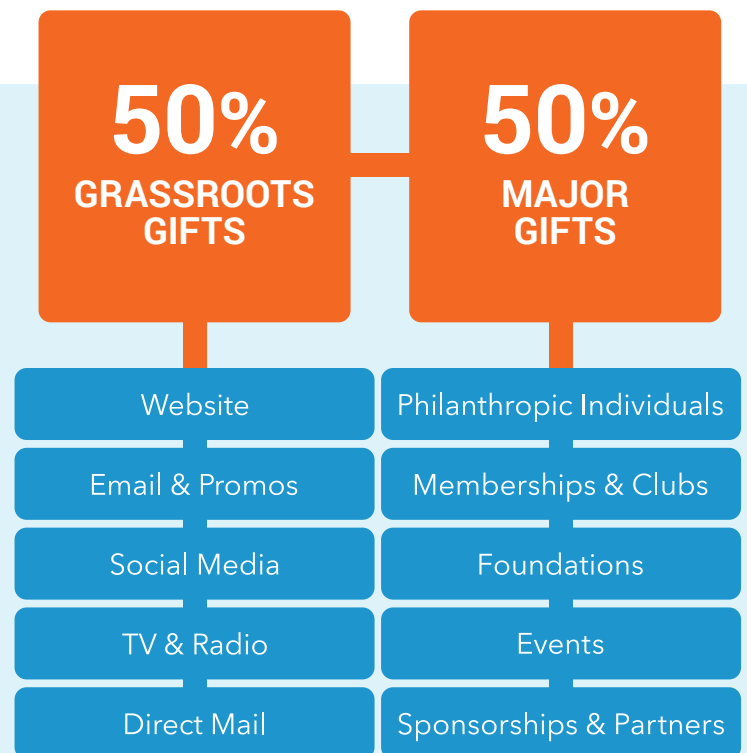 50%
GRASSROOTS
GIFTS
50%
MAJOR
GIFTS
Website
Email & Promos
Social Media
TV & Radio
Direct Mail
Philanthropic Individuals
Memberships & Clubs
Foundations
Events
Sponsorships & Partners